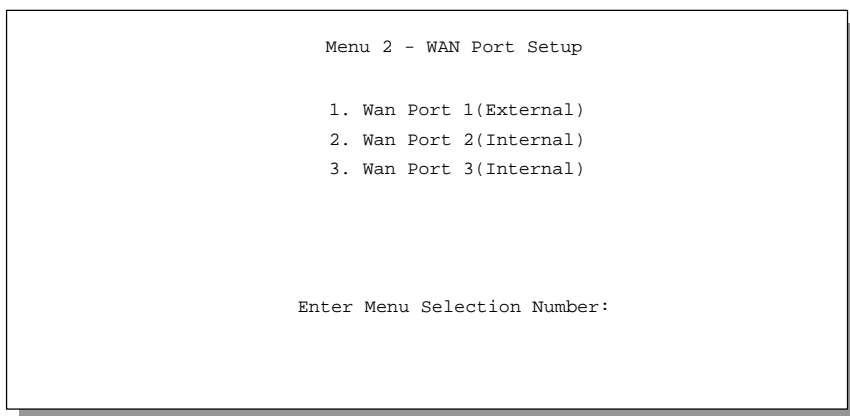 Menu 2 - WAN Port Setup
1. Wan Port 1(External)
2. Wan Port 2(Internal)
3. Wan Port 3(Internal)
Enter Menu Selection Number: